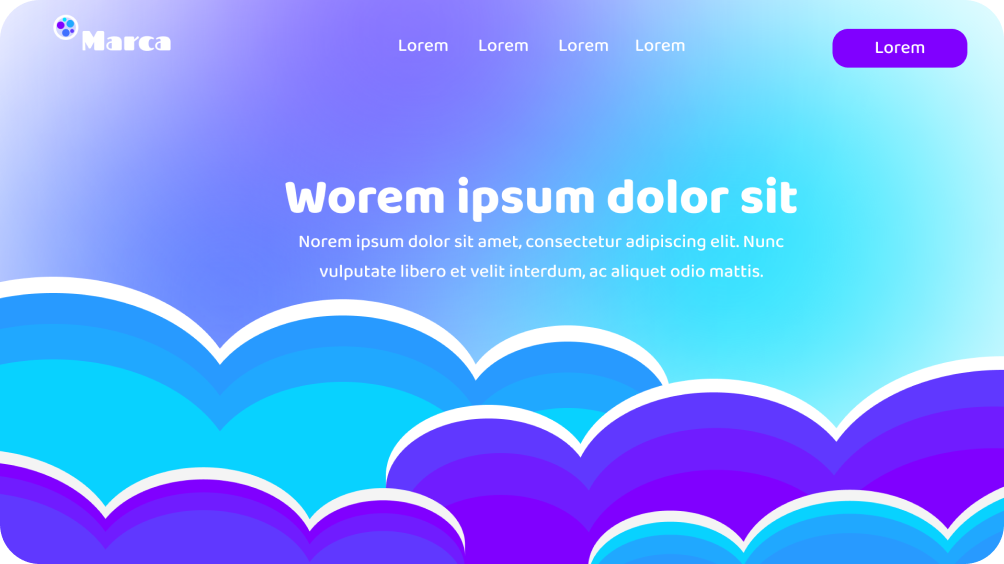 Marca
Lorem Lorem Lorem Lorem
Lorem
Worem ipsum dolor sit
Norem ipsum dolor sit amet, consectetur adipiscing elit. Nunc
vulputate libero et velit interdum, ac aliquet odio mattis.